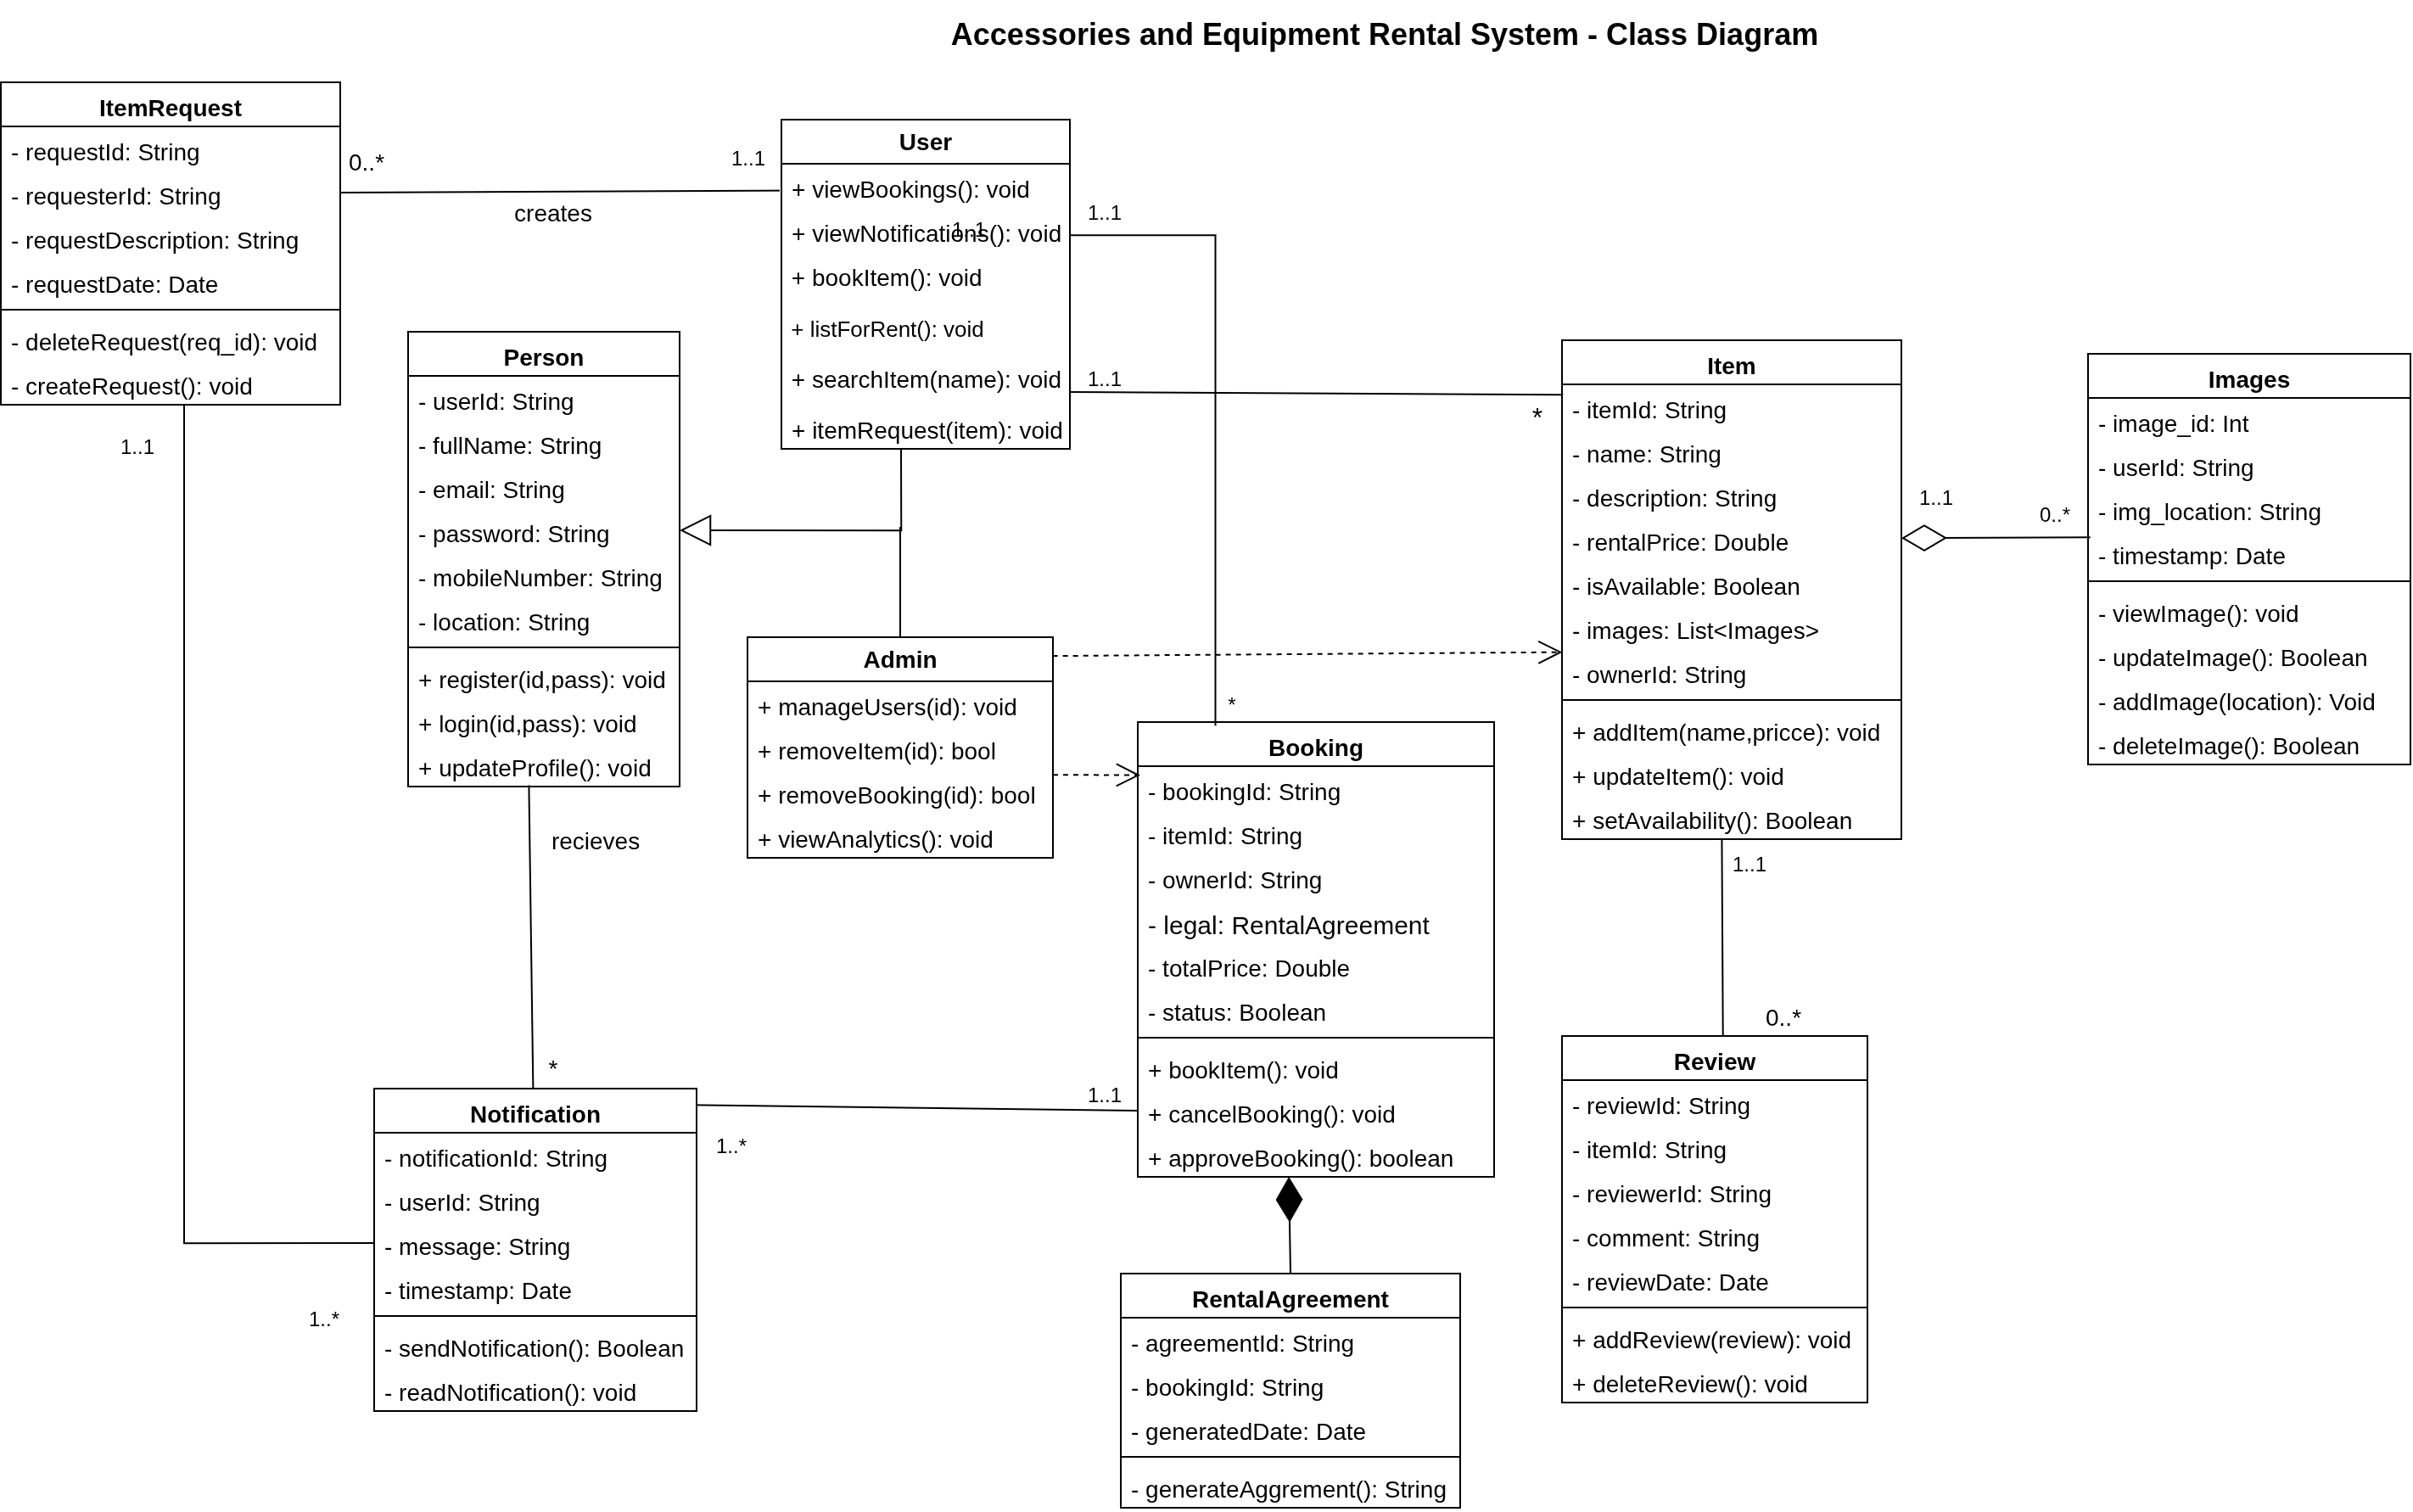 Accessories and Equipment Rental System - Class Diagram
ItemRequest
- requestId: String
- requesterId: String
- requestDescription: String
- requestDate: Date
- deleteRequest(req_id): void
- createRequest(): void
0..*
creates
1..1
User
+ viewBookings(): void
+ viewNotifications(): void
1..1
+ bookItem(): void
+ listForRent(): void
+ searchItem(name): void
+ itemRequest(item): void
1..1
1..1
*
1..1
Person
- userId: String
- fullName: String
- email: String
- password: String
- mobileNumber: String
- location: String
+ register(id,pass): void
+ login(id,pass): void
+ updateProfile(): void
recieves
*
Admin
+ manageUsers(id): void
+ removeItem(id): bool
+ removeBooking(id): bool
+ viewAnalytics(): void
Item
- itemId: String
- name: String
- description: String
- rentalPrice: Double
- isAvailable: Boolean
- images: List<Images>
- ownerId: String
+ addItem(name,pricce): void
+ updateItem(): void
+ setAvailability(): Boolean
1..1
0..*
Images
- image_id: Int
- userId: String
- img_location: String
- timestamp: Date
- viewImage(): void
- updateImage(): Boolean
- addImage(location): Void
- deleteImage(): Boolean
*
Booking
- bookingId: String
- itemId: String
- ownerId: String
- legal: RentalAgreement
- totalPrice: Double
- status: Boolean
+ bookItem(): void
+ cancelBooking(): void
+ approveBooking(): boolean
1..1
0..*
Review
- reviewId: String
- itemId: String
- reviewerId: String
- comment: String
- reviewDate: Date
+ addReview(review): void
+ deleteReview(): void
Notification
- notificationId: String
- userId: String
- message: String
- timestamp: Date
- sendNotification(): Boolean
- readNotification(): void
1..*
1..1
1..*
RentalAgreement
- agreementId: String
- bookingId: String
- generatedDate: Date
- generateAggrement(): String